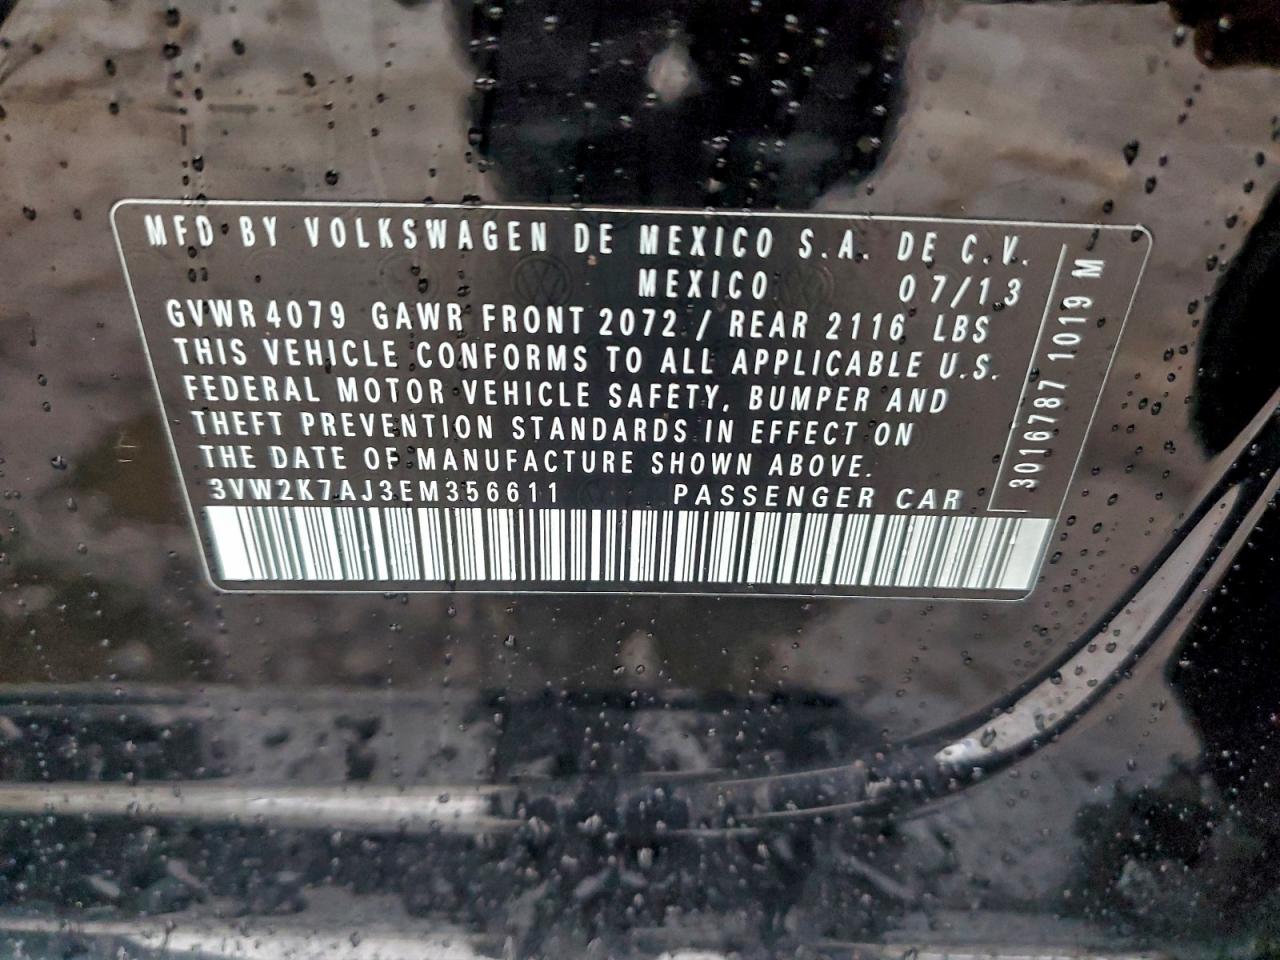 MFD BY VOLKSWAGEN DE MEXICO S.A. DE C.V.
MEXICO 07/13
GVWR 4079 GAWR FRONT 2072 / REAR 2116 LBS
THIS VEHICLE CONFORMS TO ALL APPLICABLE U.S.
FEDERAL MOTOR VEHICLE SAFETY, BUMPER AND
THEFT PREVENTION STANDARDS IN EFFECT ON
THE DATE OF MANUFACTURE SHOWN ABOVE.
3VW2K7AJ3EM356611 PASSENGER CAR
3016787 1019 M